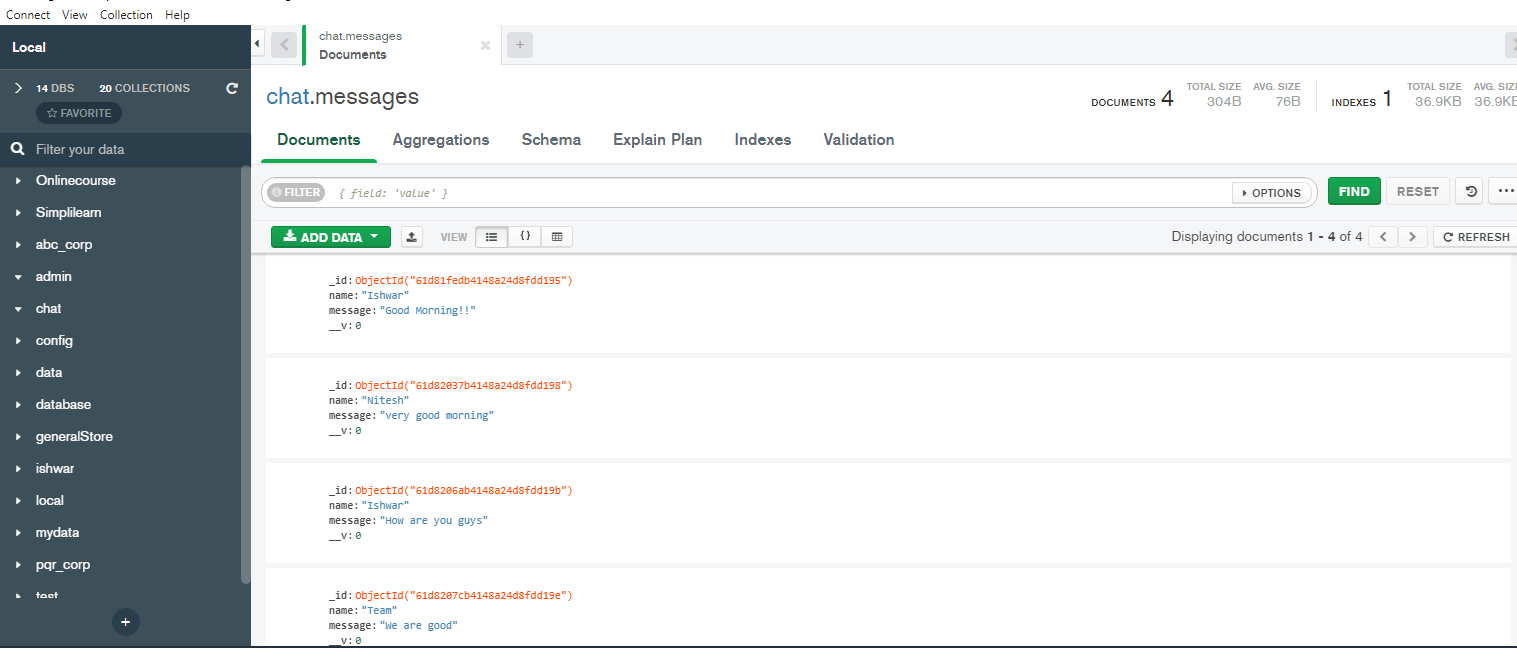 Connect View Collection Help
Local
14 DBS 20 COLLECTIONS
FAVORITE
Filter your data
Onlinecourse
Simplilearn
abc_corp
admin
chat
config
data
database
generalStore
ishwar
local
mydata
pqr_corp
test
+
chat.messages
Documents
+
chat.messages
DOCUMENTS 4 TOTAL SIZE 304B AVG. SIZE 76B INDEXES 1 TOTAL SIZE 36.9KB AVG. SIZE 36.9KB
Documents Aggregations Schema Explain Plan Indexes Validation
FILTER { field: 'value' } OPTIONS FIND RESET ...
ADD DATA VIEW {} Displaying documents 1 - 4 of 4 REFRESH
_id: ObjectId("61d81fedb4148a24d8fdd195")
name: "Ishwar"
message: "Good Morning!!"
__v: 0
_id: ObjectId("61d82037b4148a24d8fdd198")
name: "Nitesh"
message: "very good morning"
__v: 0
_id: ObjectId("61d8206ab4148a24d8fdd19b")
name: "Ishwar"
message: "How are you guys"
__v: 0
_id: ObjectId("61d8207cb4148a24d8fdd19e")
name: "Team"
message: "We are good"
__v: 0